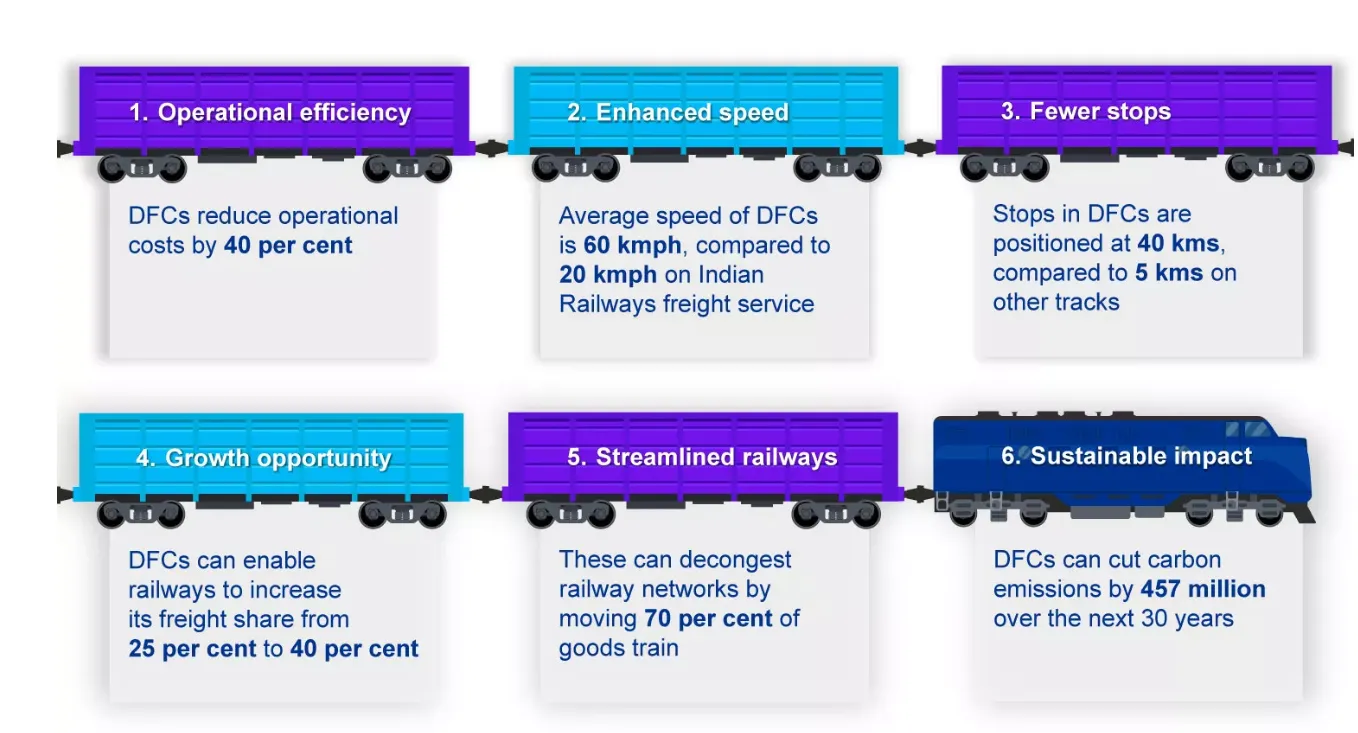 1. Operational efficiency
DFCs reduce operational
costs by 40 per cent
2. Enhanced speed
Average speed of DFCs
is 60 kmph, compared to
20 kmph on Indian
Railways freight service
3. Fewer stops
Stops in DFCs are
positioned at 40 kms,
compared to 5 kms on
other tracks
4. Growth opportunity
DFCs can enable
railways to increase
its freight share from
25 per cent to 40 per cent
5. Streamlined railways
These can decongest
railway networks by
moving 70 per cent of
goods train
6. Sustainable impact
DFCs can cut carbon
emissions by 457 million
over the next 30 years